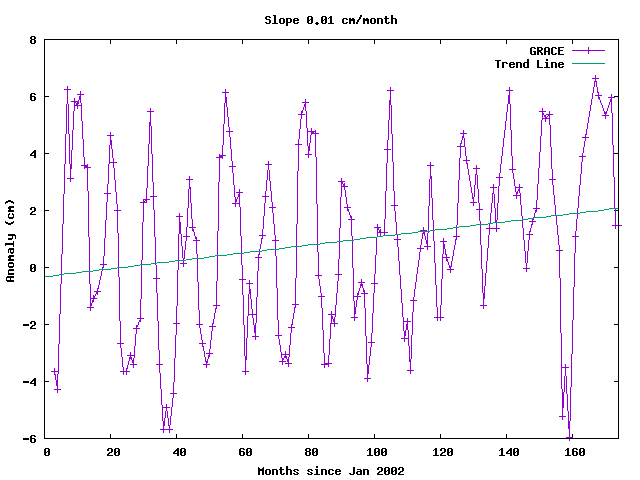 Slope 0.01 cm/month
GRACE
Trend Line
Anomaly (cm)
8
6
4
2
0
-2
-4
-6
0 20 40 60 80 100 120 140 160
Months since Jan 2002